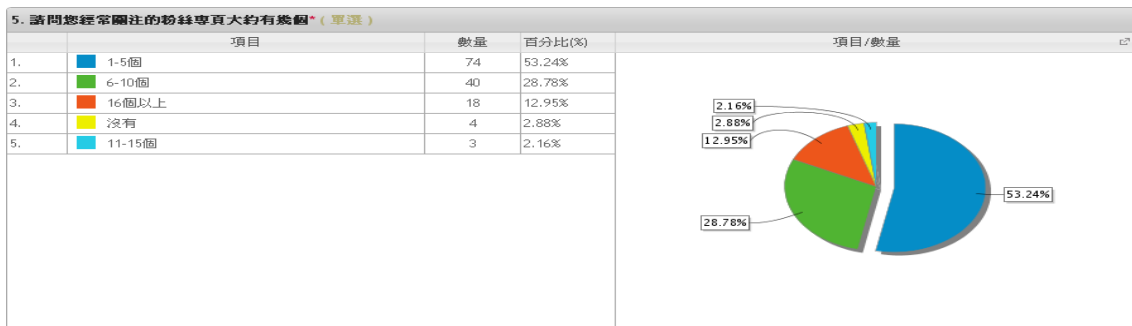 5. 請問您經常關注的粉絲專頁大約有幾個*（單選）
項目 數量 百分比(%) 項目/數量
1. 1-5個 74 53.24%
2. 6-10個 40 28.78%
3. 16個以上 18 12.95%
4. 沒有 4 2.88%
5. 11-15個 3 2.16%
2.16%
2.88%
12.95%
53.24%
28.78%